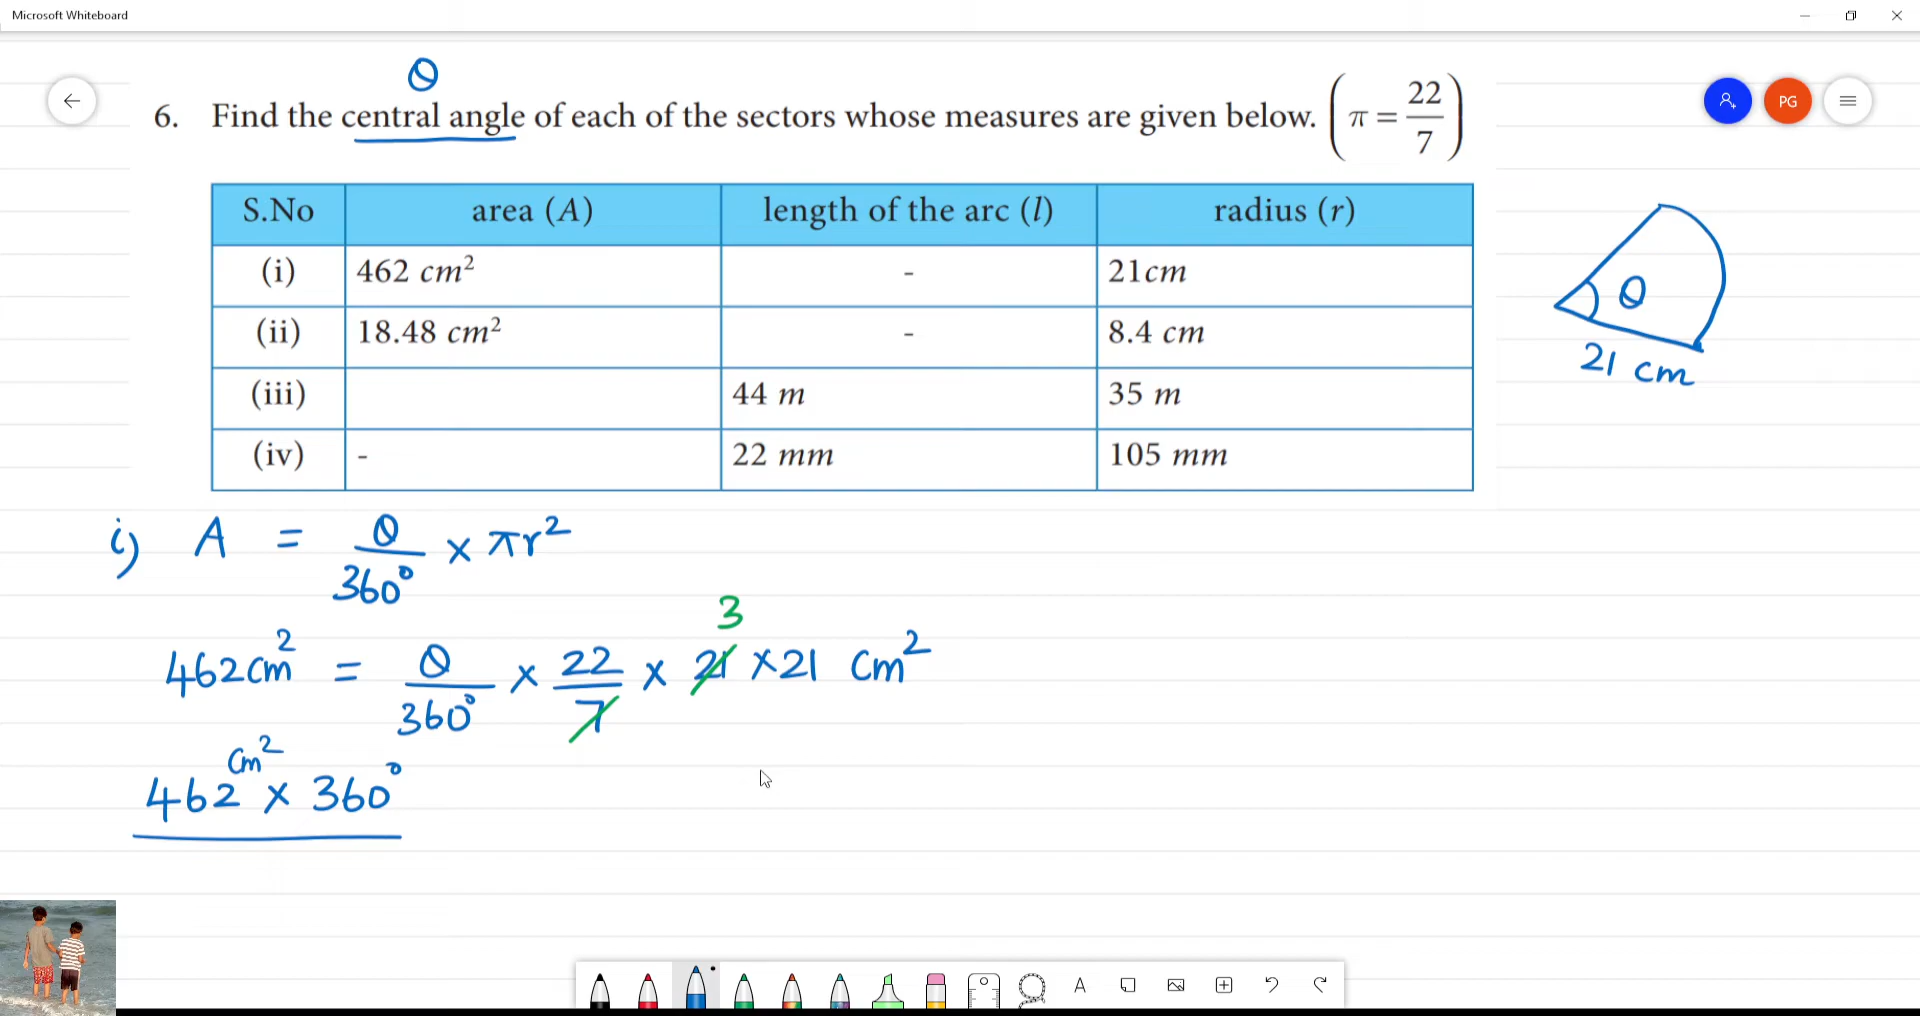 Microsoft Whiteboard
θ
6. Find the central angle of each of the sectors whose measures are given below. (π = 22/7)
PG
S.No area (A) length of the arc (l) radius (r)
(i) 462 cm² - 21cm
(ii) 18.48 cm² - 8.4 cm
(iii) 44 m 35 m
(iv) - 22 mm 105 mm
θ
21 cm
i) A = θ/360° × πr²
3
462cm² = θ/360° × 22/7 × 21 × 21 cm²
462 cm² × 360°
A